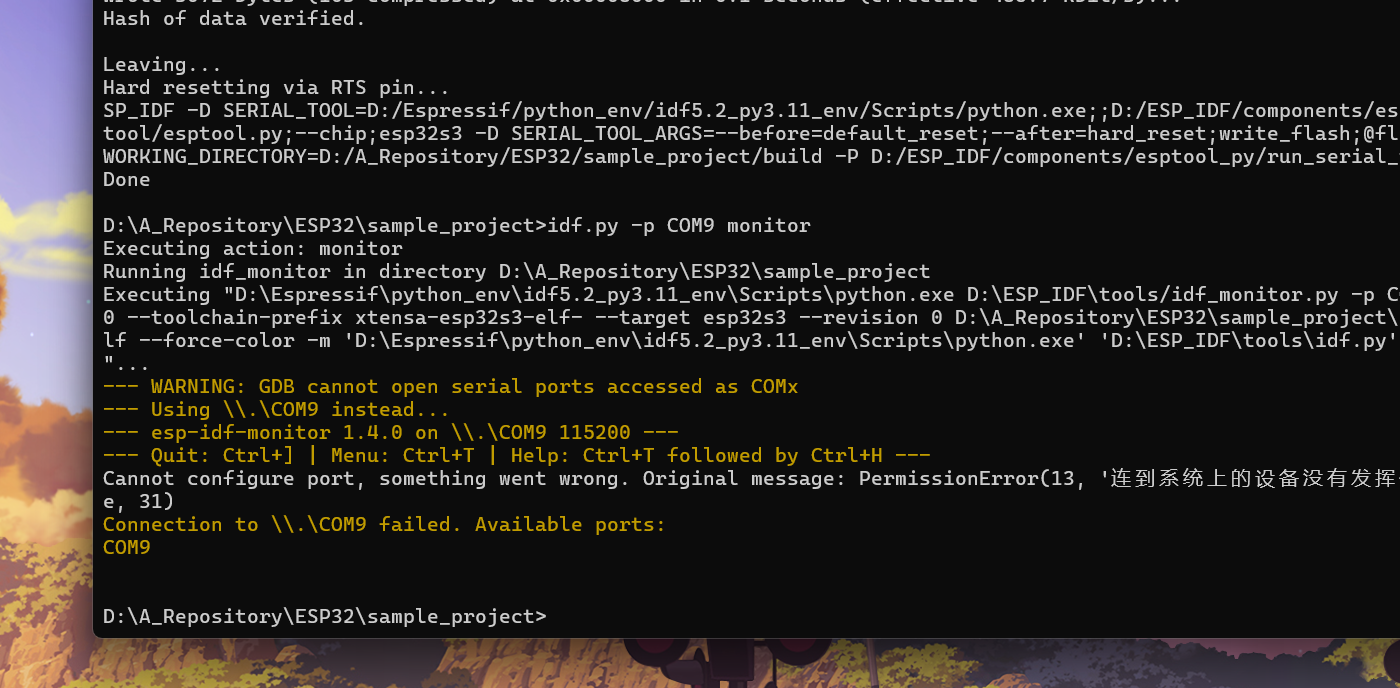 Hash of data verified.
Leaving...
Hard resetting via RTS pin...
SP_IDF -D SERIAL_TOOL=D:/Espressif/python_env/idf5.2_py3.11_env/Scripts/python.exe;;D:/ESP_IDF/components/es
tool/esptool.py;--chip;esp32s3 -D SERIAL_TOOL_ARGS=--before=default_reset;--after=hard_reset;write_flash;@fl
WORKING_DIRECTORY=D:/A_Repository/ESP32/sample_project/build -P D:/ESP_IDF/components/esptool_py/run_serial_
Done
D:\A_Repository\ESP32\sample_project>idf.py -p COM9 monitor
Executing action: monitor
Running idf_monitor in directory D:\A_Repository\ESP32\sample_project
Executing "D:\Espressif\python_env\idf5.2_py3.11_env\Scripts\python.exe D:\ESP_IDF\tools/idf_monitor.py -p C
0 --toolchain-prefix xtensa-esp32s3-elf- --target esp32s3 --revision 0 D:\A_Repository\ESP32\sample_project\
lf --force-color -m 'D:\Espressif\python_env\idf5.2_py3.11_env\Scripts\python.exe' 'D:\ESP_IDF\tools\idf.py'
"...
--- WARNING: GDB cannot open serial ports accessed as COMx
--- Using \\.\COM9 instead...
--- esp-idf-monitor 1.4.0 on \\.\COM9 115200 ---
--- Quit: Ctrl+] | Menu: Ctrl+T | Help: Ctrl+T followed by Ctrl+H ---
Cannot configure port, something went wrong. Original message: PermissionError(13, '连到系统上的设备没有发挥
e, 31)
Connection to \\.\COM9 failed. Available ports:
COM9
D:\A_Repository\ESP32\sample_project>